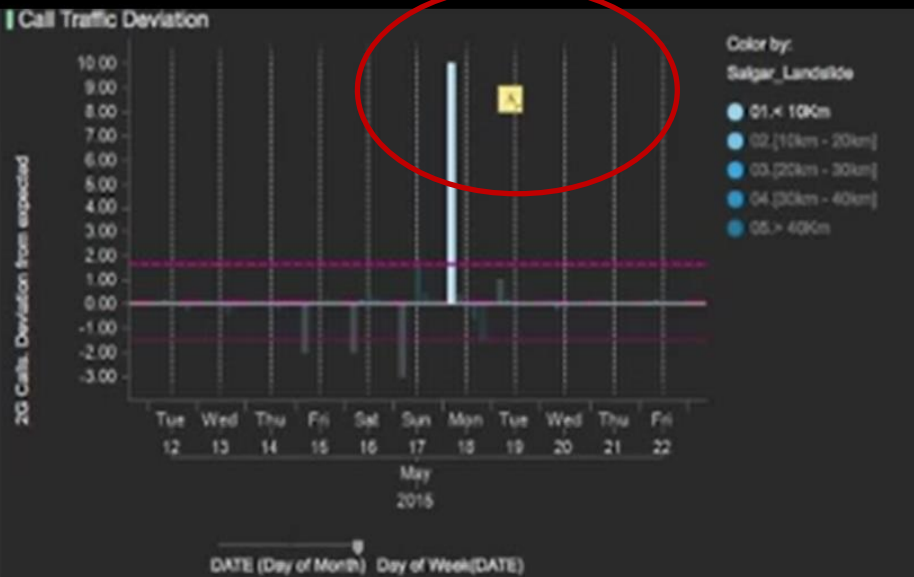 Call Traffic Deviation
Color by:
Salgar_Landslide
01.< 10Km
02.[10km - 20km]
03.[20km - 30km]
04.[30km - 40km]
05.> 40Km
2G Calls. Deviation from expected
10.00
9.00
8.00
7.00
6.00
5.00
4.00
3.00
2.00
1.00
0.00
-1.00
-2.00
-3.00
Tue Wed Thu Fri Sat Sun Mon Tue Wed Thu Fri
12 13 14 15 16 17 18 19 20 21 22
May
2015
DATE (Day of Month) Day of Week(DATE)